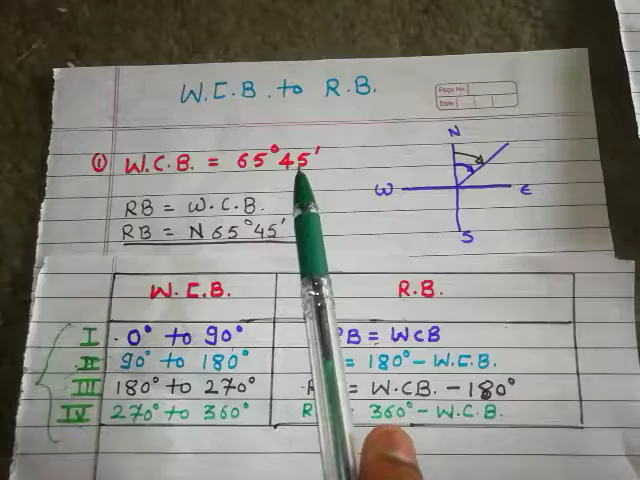 W.C.B. to R.B.
Page No.
Date
① W.C.B. = 65°45'
RB = W.C.B.
RB = N 65°45'
N
W E
S
W.C.B. R.B.
I 0° to 90° RB = WCB
II 90° to 180° = 180° - W.C.B.
III 180° to 270° = W.CB. - 180°
IV 270° to 360° R 360° - W.C.B.